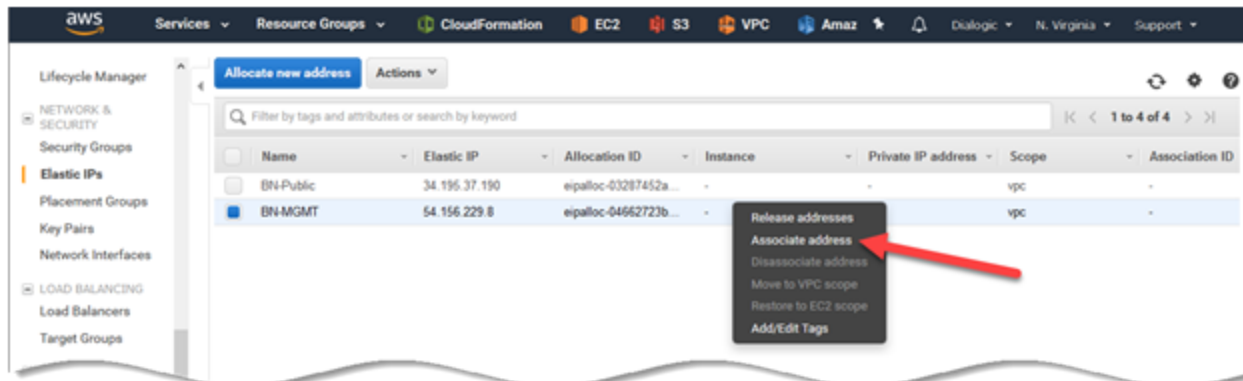 aws Services Resource Groups CloudFormation EC2 S3 VPC Amaz Dialogic N. Virginia Support
Lifecycle Manager
NETWORK &
SECURITY
Security Groups
Elastic IPs
Placement Groups
Key Pairs
Network Interfaces
LOAD BALANCING
Load Balancers
Target Groups
Allocate new address Actions
Filter by tags and attributes or search by keyword 1 to 4 of 4
Name Elastic IP Allocation ID Instance Private IP address Scope Association ID
BN-Public 34.195.37.190 eipalloc-03287452a... - - vpc -
BN-MGMT 54.156.229.8 eipalloc-04662723b... - vpc -
Release addresses
Associate address
Disassociate address
Move to VPC scope
Restore to EC2 scope
Add/Edit Tags